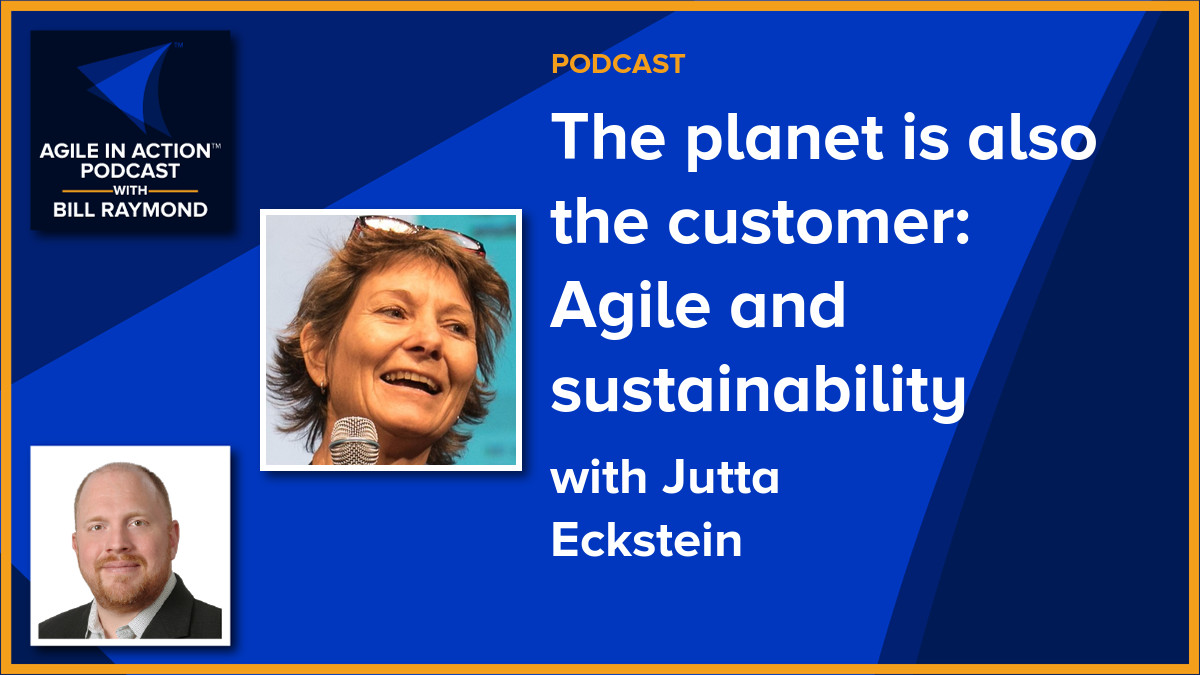 AGILE IN ACTION™
PODCAST
WITH
BILL RAYMOND
PODCAST
The planet is also
the customer:
Agile and
sustainability
with Jutta
Eckstein